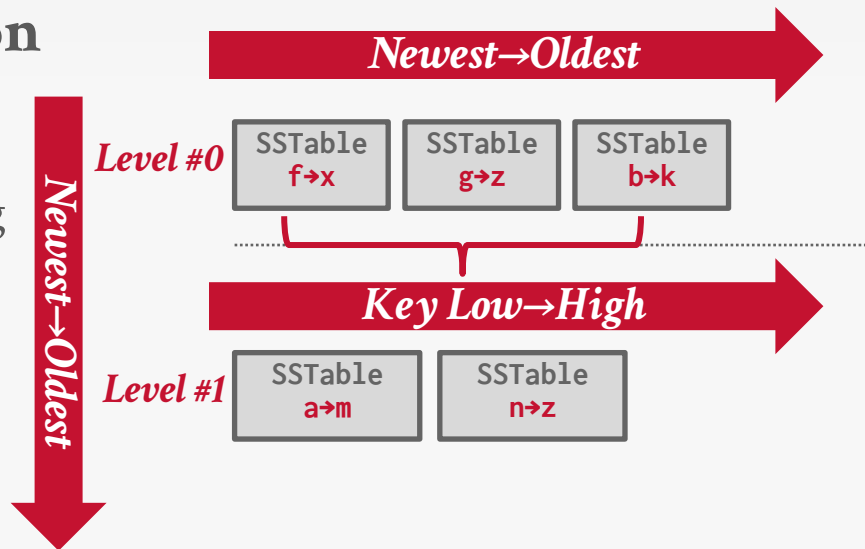 on
Newest→Oldest
Level #0
SSTable
f→x
SSTable
g→z
SSTable
b→k
g
Newest→Oldest
Key Low→High
Level #1
SSTable
a→m
SSTable
n→z